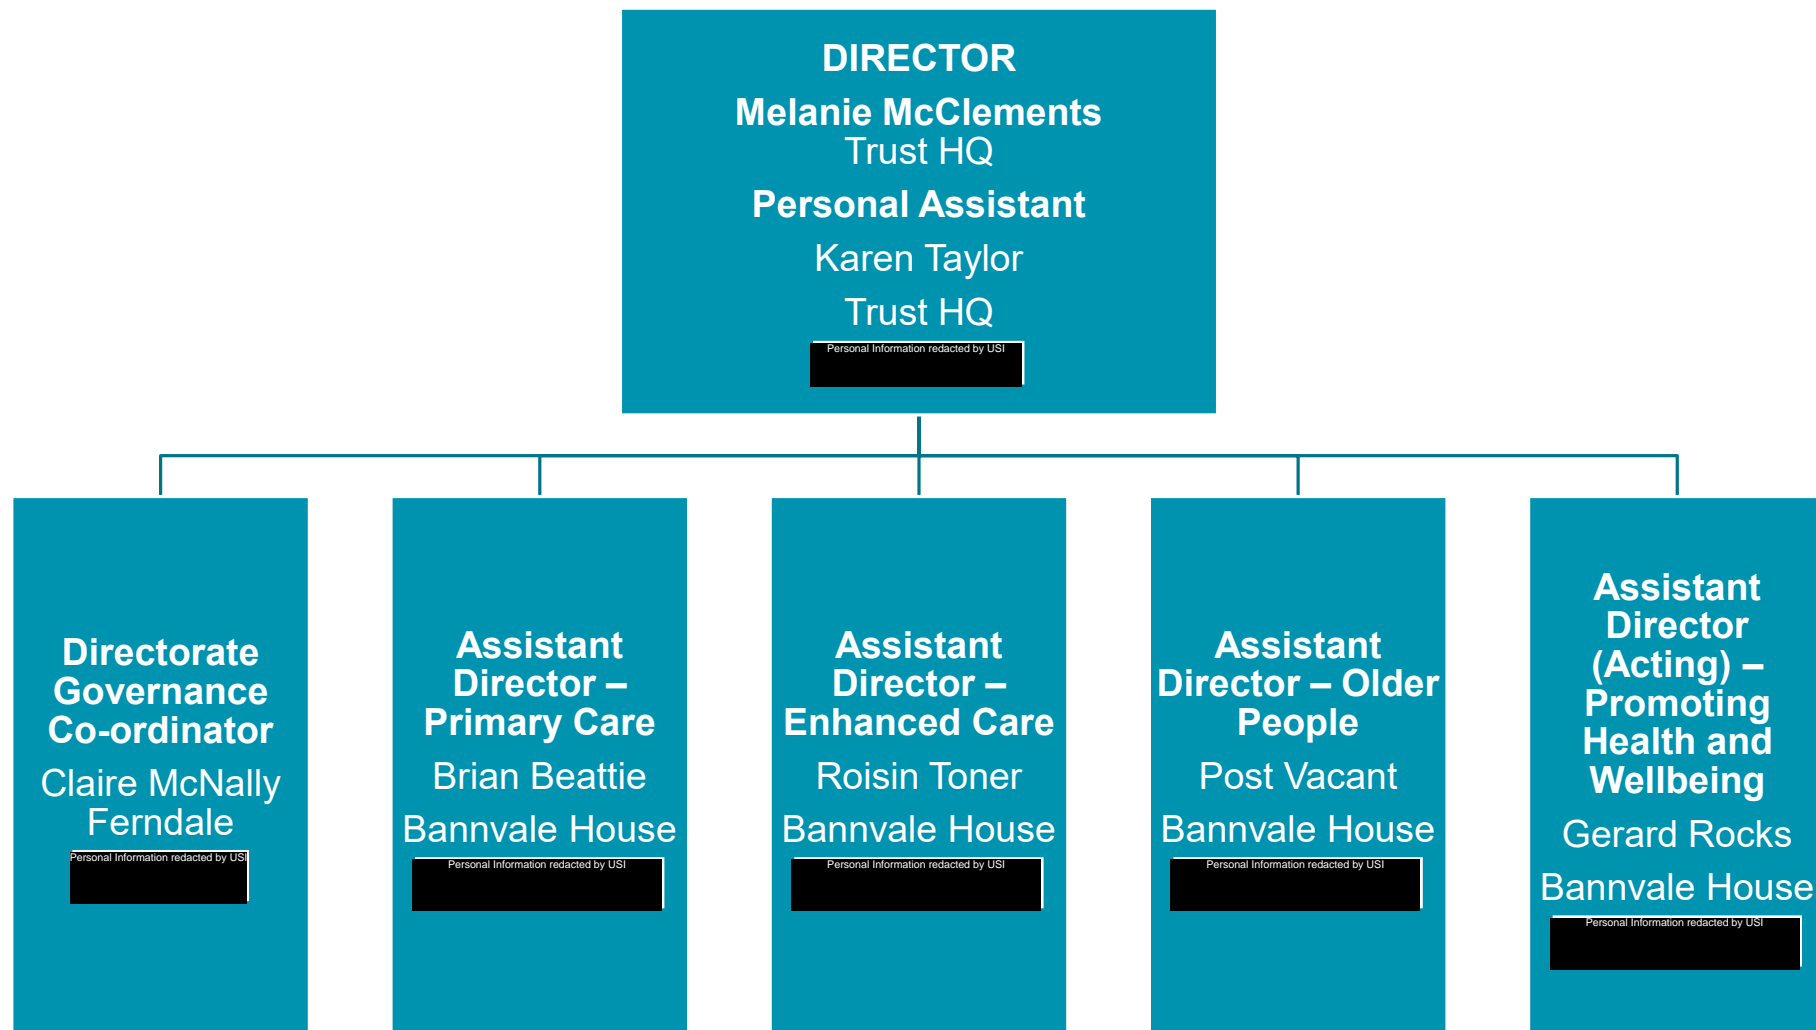 DIRECTOR
Melanie McClements
Trust HQ
Personal Assistant
Karen Taylor
Trust HQ
Personal Information redacted by USI
Directorate
Governance
Co-ordinator
Claire McNally
Ferndale
Personal Information redacted by USI
Assistant
Director –
Primary Care
Brian Beattie
Bannvale House
Personal Information redacted by USI
Assistant
Director –
Enhanced Care
Roisin Toner
Bannvale House
Personal Information redacted by USI
Assistant
Director – Older
People
Post Vacant
Bannvale House
Personal Information redacted by USI
Assistant
Director
(Acting) –
Promoting
Health and
Wellbeing
Gerard Rocks
Bannvale House
Personal Information redacted by USI